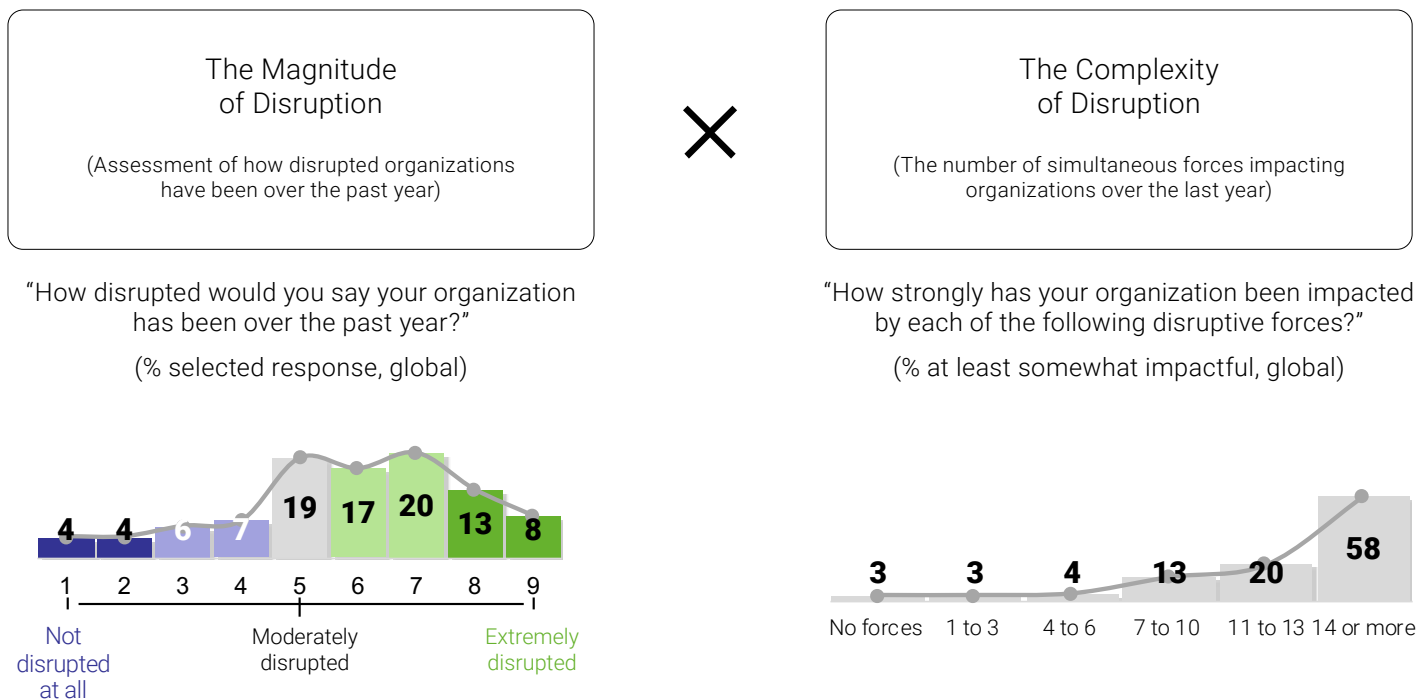 The Magnitude
of Disruption
(Assessment of how disrupted organizations
have been over the past year)
The Complexity
of Disruption
(The number of simultaneous forces impacting
organizations over the last year)
“How disrupted would you say your organization
has been over the past year?”
(% selected response, global)
4 4 6 7 19 17 20 13 8
1 2 3 4 5 6 7 8 9
Not
disrupted
at all
Moderately
disrupted
Extremely
disrupted
“How strongly has your organization been impacted
by each of the following disruptive forces?”
(% at least somewhat impactful, global)
3 3 4 13 20 58
No forces 1 to 3 4 to 6 7 to 10 11 to 13 14 or more